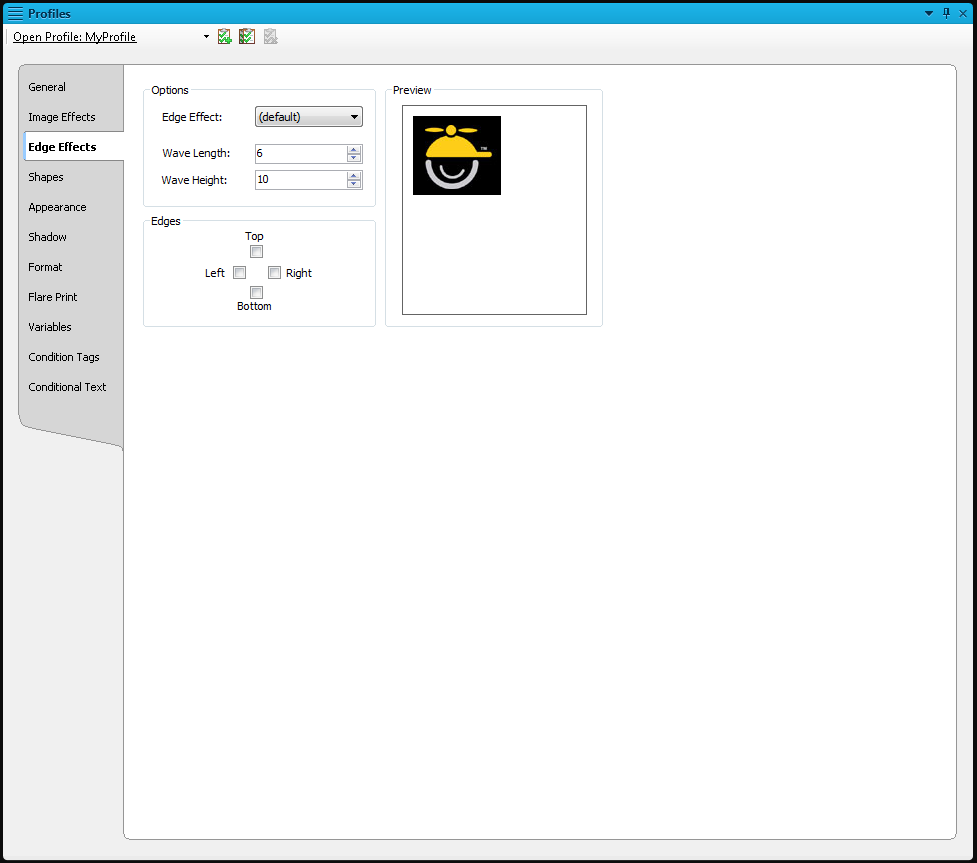 Profiles
Open Profile: MyProfile
General
Image Effects
Edge Effects
Shapes
Appearance
Shadow
Format
Flare Print
Variables
Condition Tags
Conditional Text
Options
Edge Effect: (default)
Wave Length: 6
Wave Height: 10
Edges
Top
Left Right
Bottom
Preview
TM